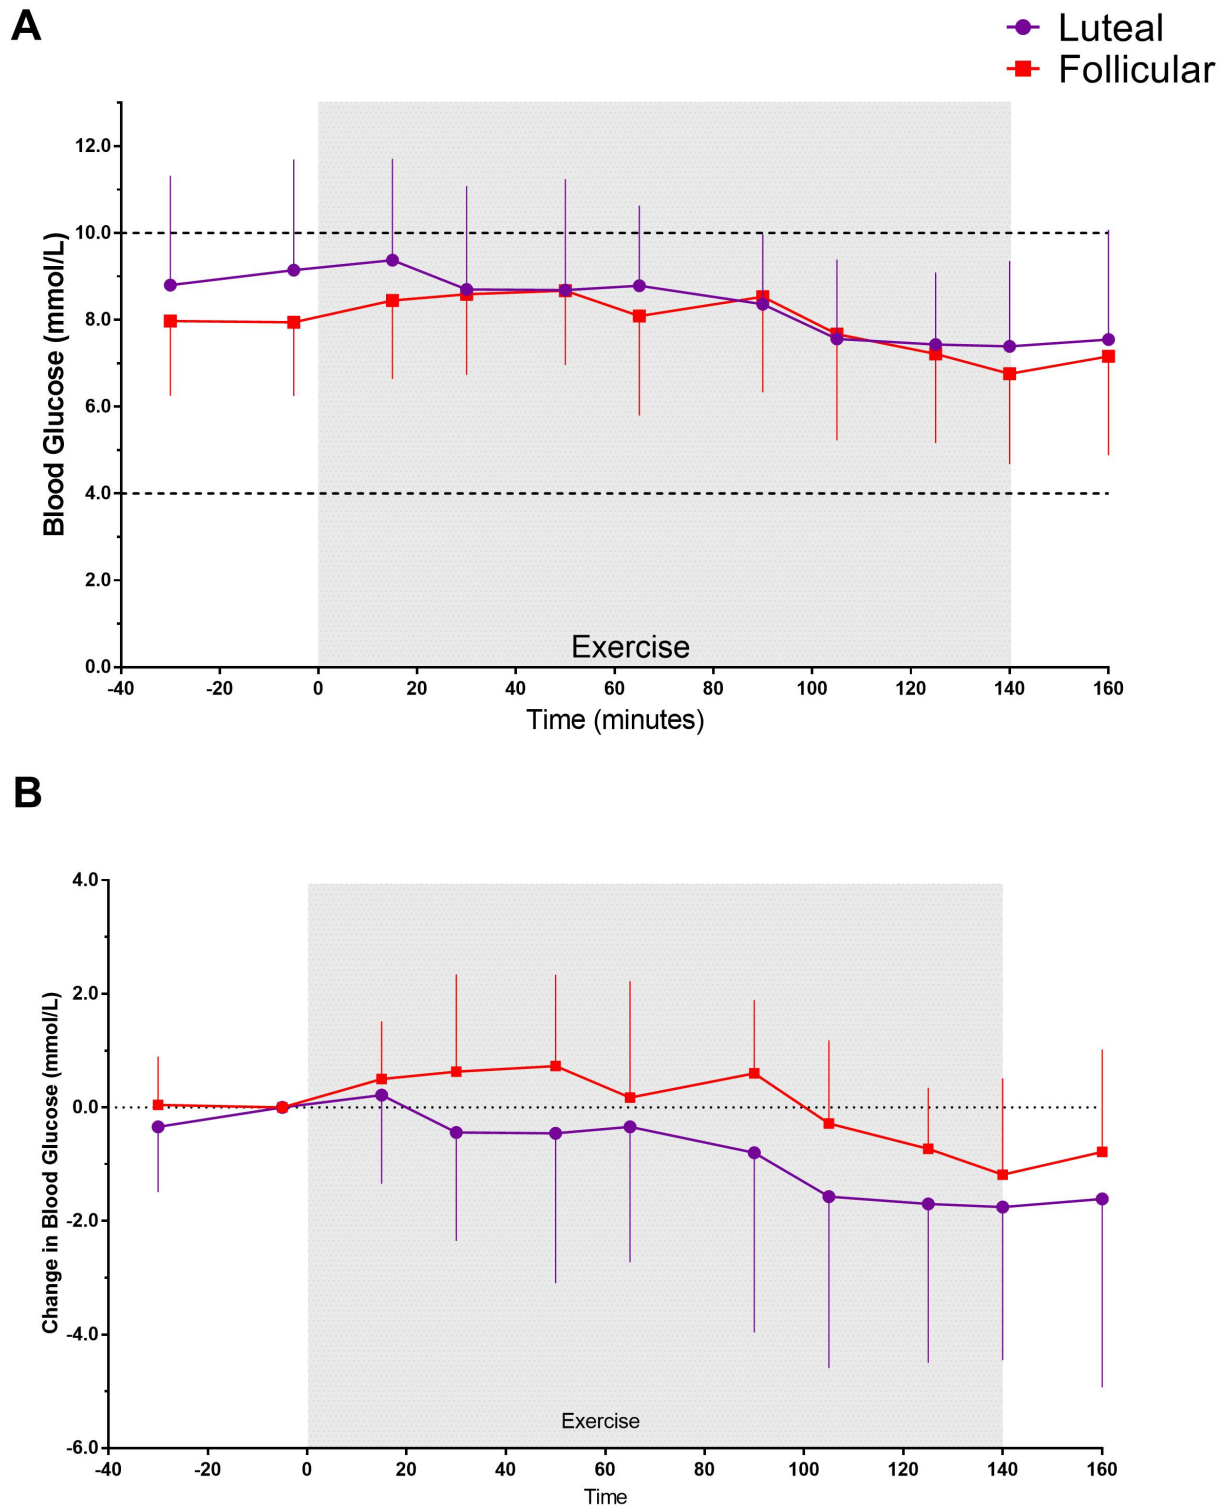 A
Luteal
Follicular
12.0
10.0
8.0
6.0
4.0
2.0
0.0
Blood Glucose (mmol/L)
Exercise
-40 -20 0 20 40 60 80 100 120 140 160
Time (minutes)
B
4.0
2.0
0.0
-2.0
-4.0
-6.0
Change in Blood Glucose (mmol/L)
Exercise
-40 -20 0 20 40 60 80 100 120 140 160
Time